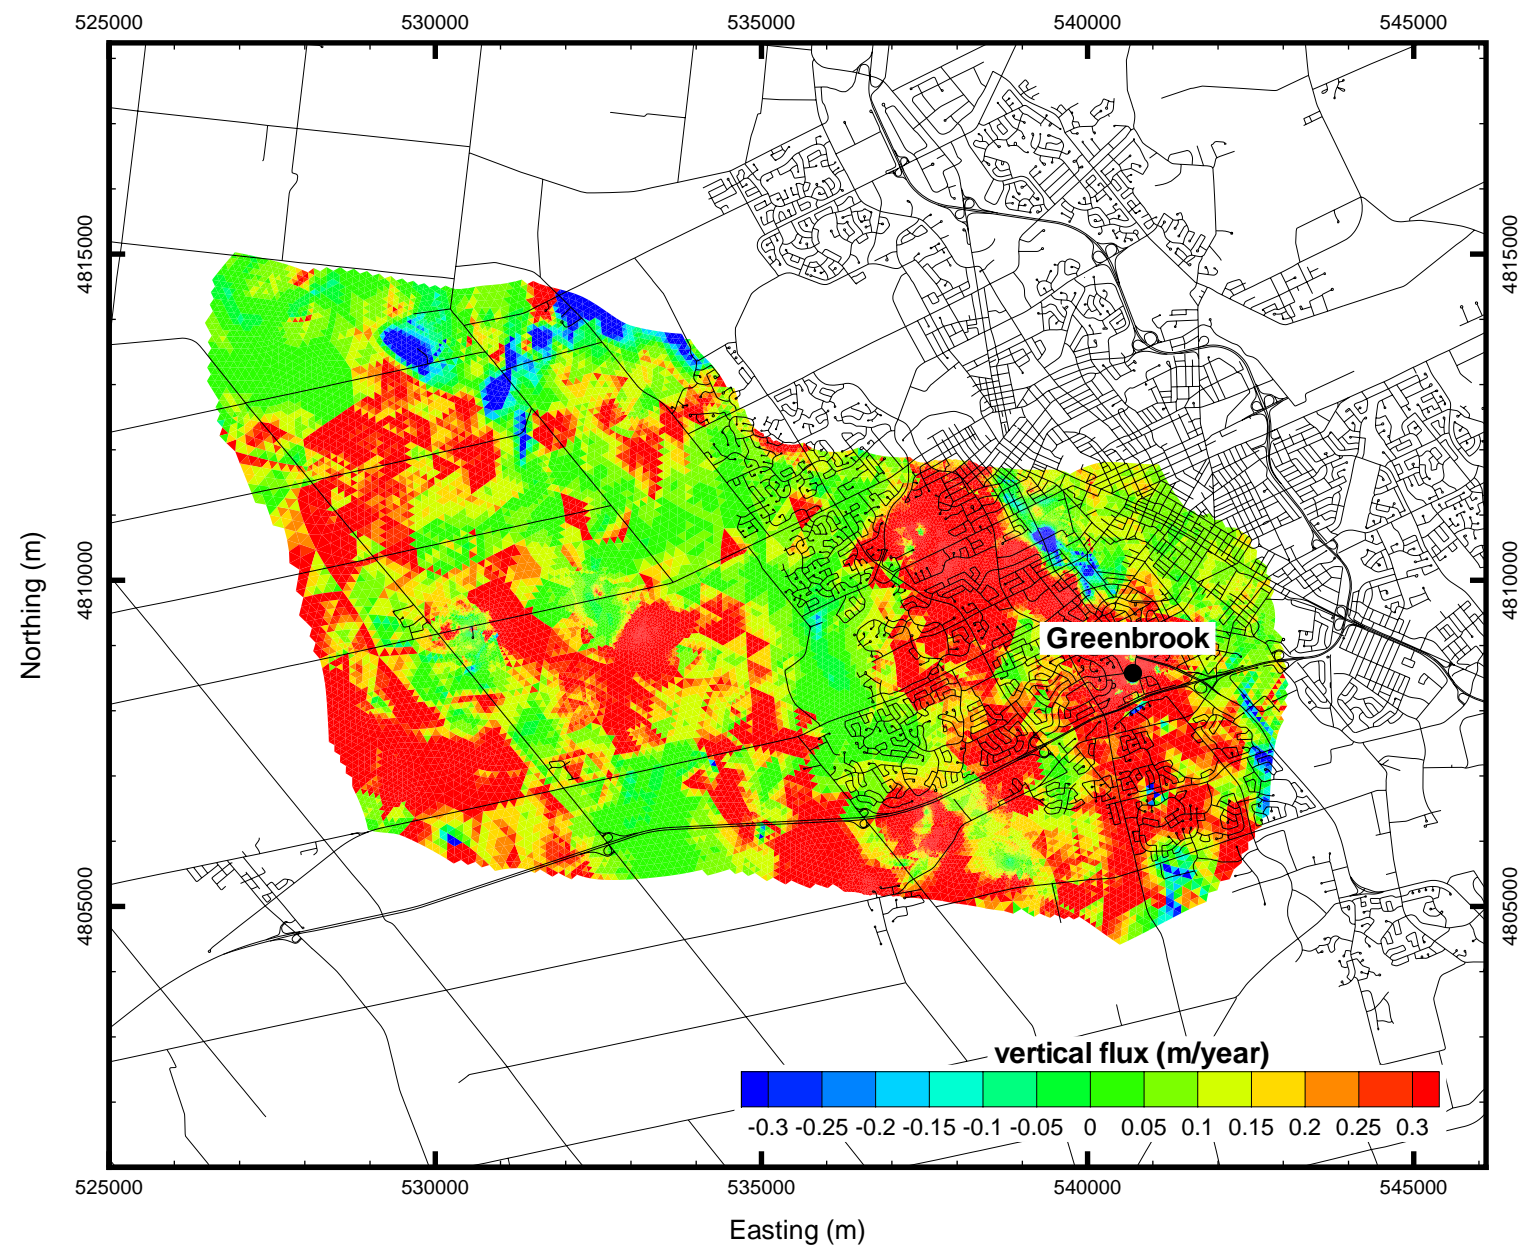 525000 530000 535000 540000 545000
4815000 4815000
4810000 4810000
Northing (m)
Greenbrook
4805000 4805000
vertical flux (m/year)
-0.3 -0.25 -0.2 -0.15 -0.1 -0.05 0 0.05 0.1 0.15 0.2 0.25 0.3
525000 530000 535000 540000 545000
Easting (m)